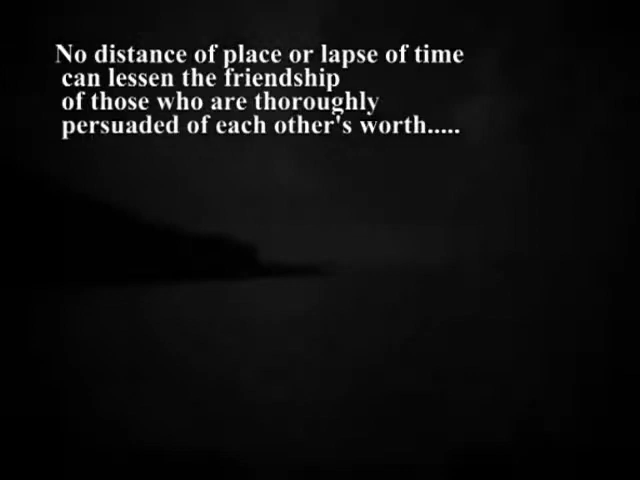 No distance of place or lapse of time
can lessen the friendship
of those who are thoroughly
persuaded of each other's worth.....